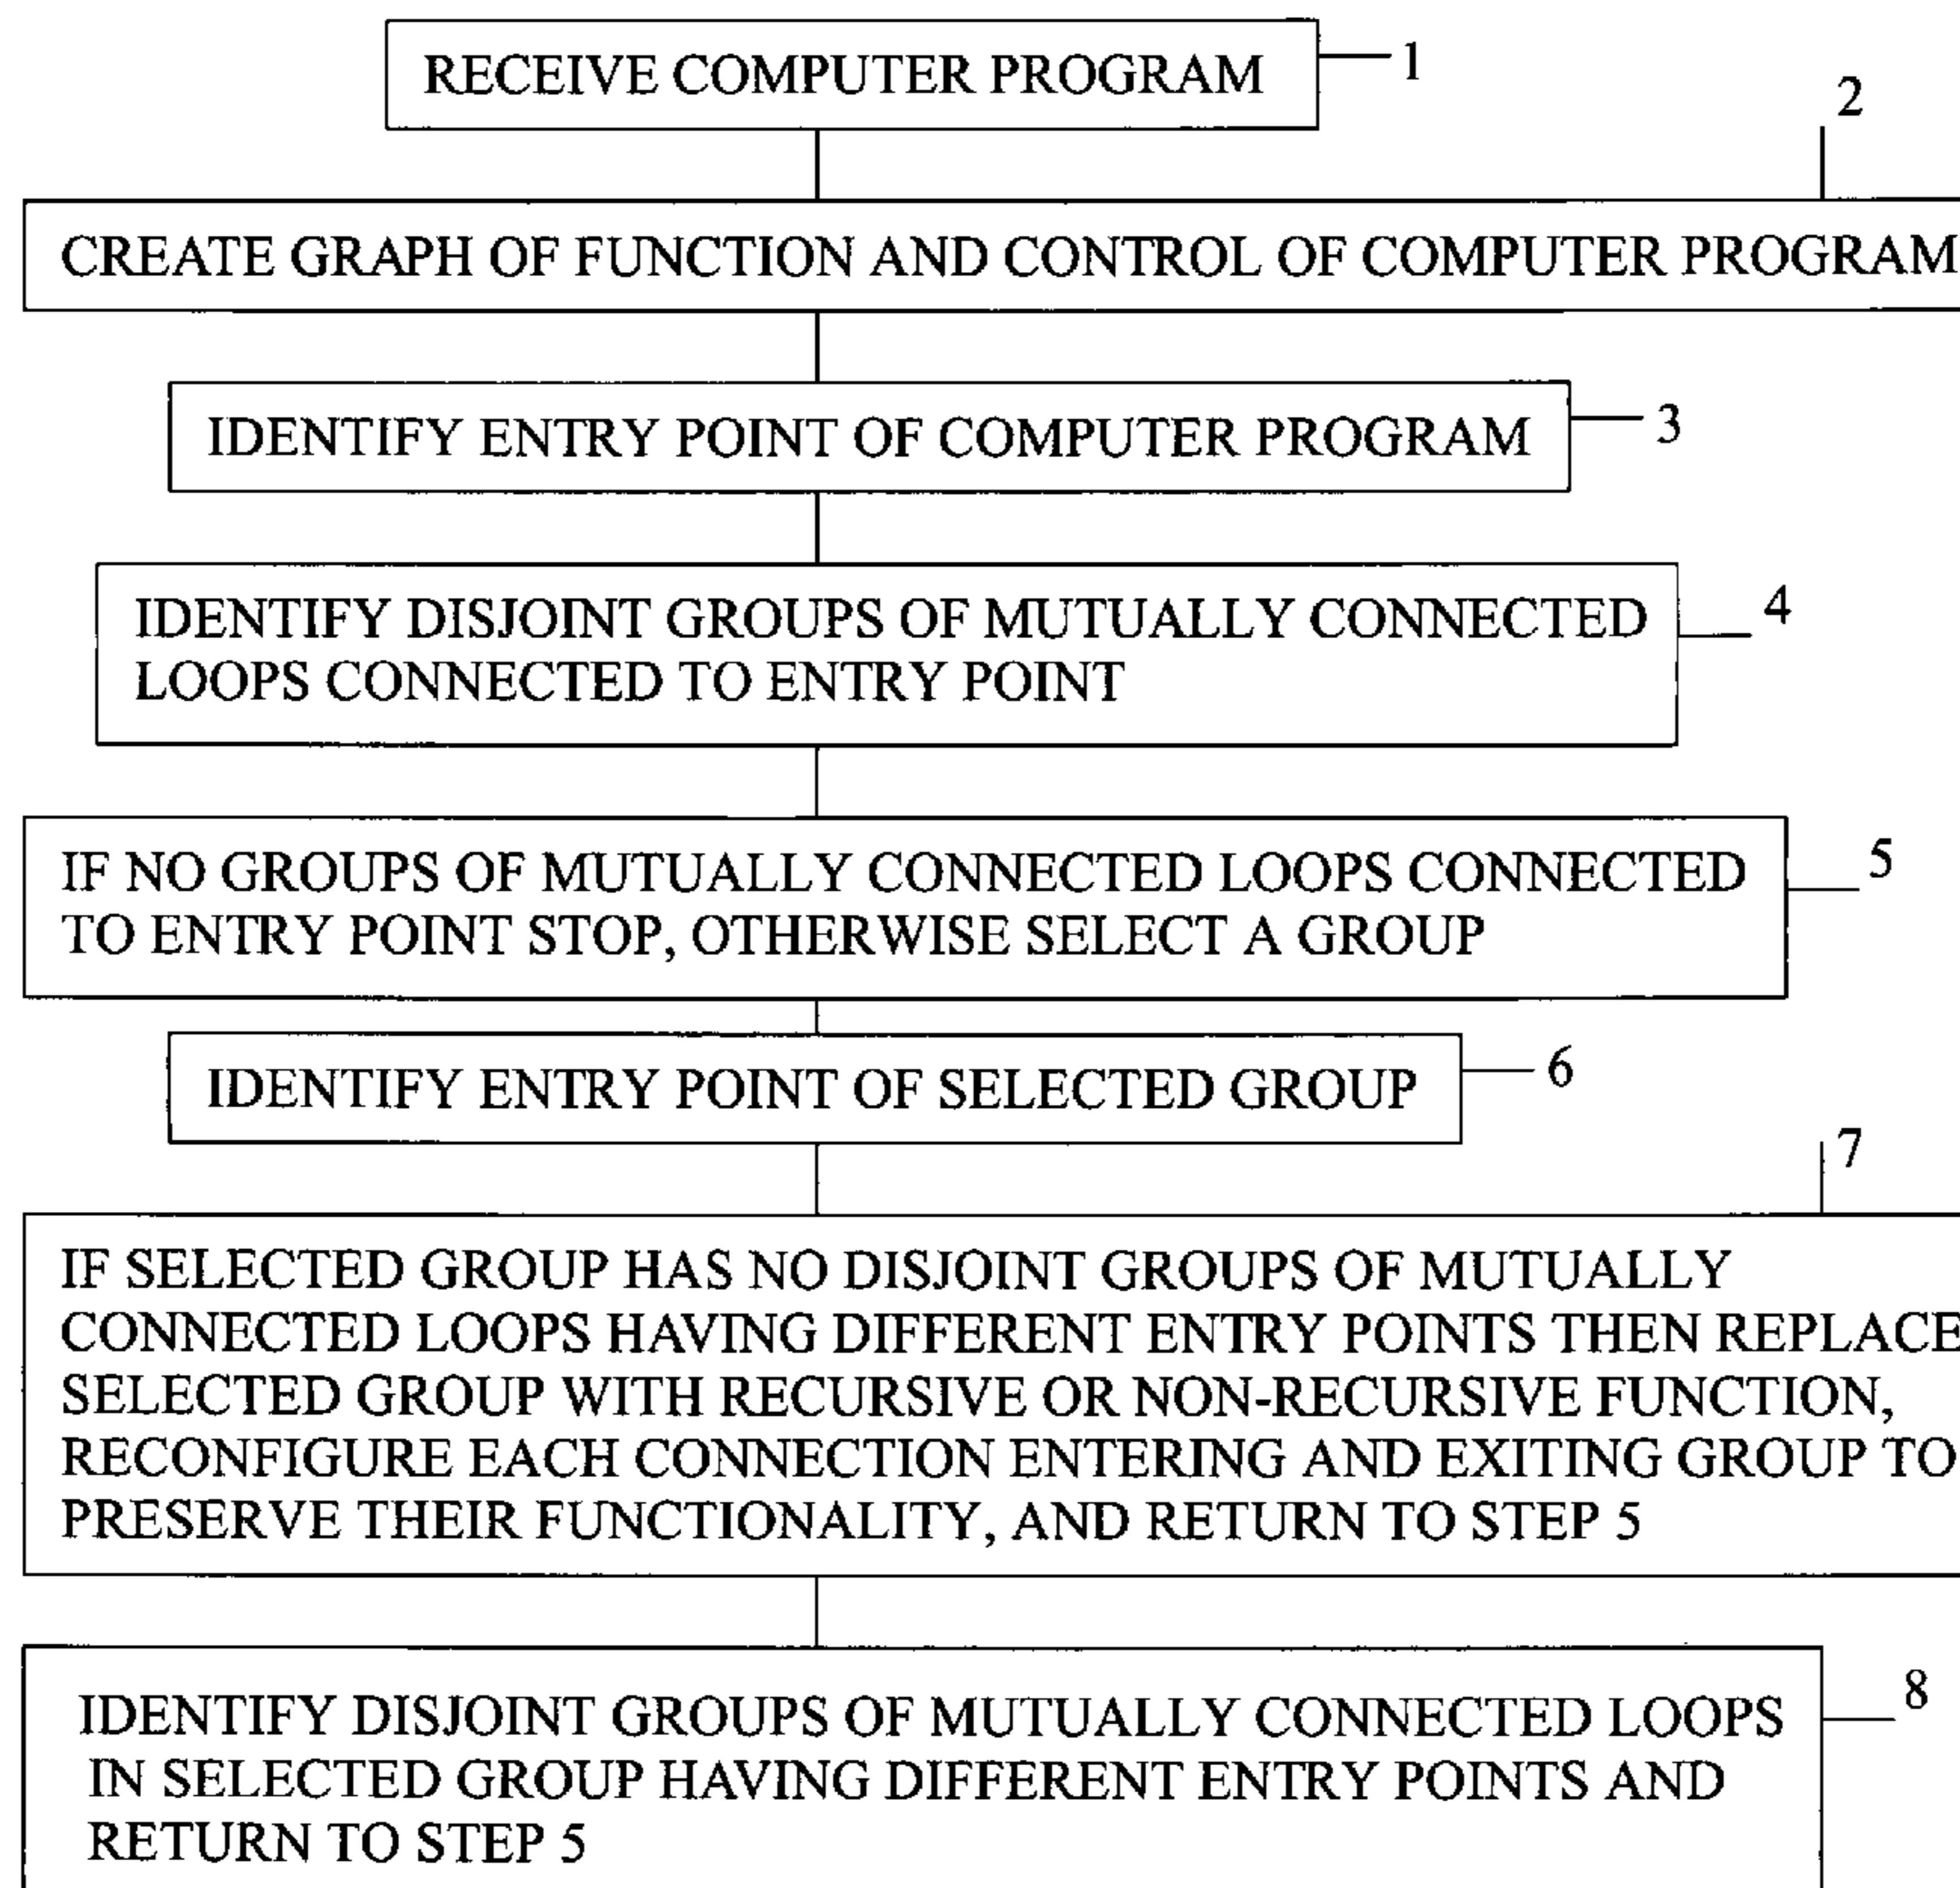 RECEIVE COMPUTER PROGRAM
1
2
CREATE GRAPH OF FUNCTION AND CONTROL OF COMPUTER PROGRAM
IDENTIFY ENTRY POINT OF COMPUTER PROGRAM
3
IDENTIFY DISJOINT GROUPS OF MUTUALLY CONNECTED
4
LOOPS CONNECTED TO ENTRY POINT
IF NO GROUPS OF MUTUALLY CONNECTED LOOPS CONNECTED
5
TO ENTRY POINT STOP, OTHERWISE SELECT A GROUP
IDENTIFY ENTRY POINT OF SELECTED GROUP
6
7
IF SELECTED GROUP HAS NO DISJOINT GROUPS OF MUTUALLY
CONNECTED LOOPS HAVING DIFFERENT ENTRY POINTS THEN REPLACE
SELECTED GROUP WITH RECURSIVE OR NON-RECURSIVE FUNCTION,
RECONFIGURE EACH CONNECTION ENTERING AND EXITING GROUP TO
PRESERVE THEIR FUNCTIONALITY, AND RETURN TO STEP 5
IDENTIFY DISJOINT GROUPS OF MUTUALLY CONNECTED LOOPS
8
IN SELECTED GROUP HAVING DIFFERENT ENTRY POINTS AND
RETURN TO STEP 5